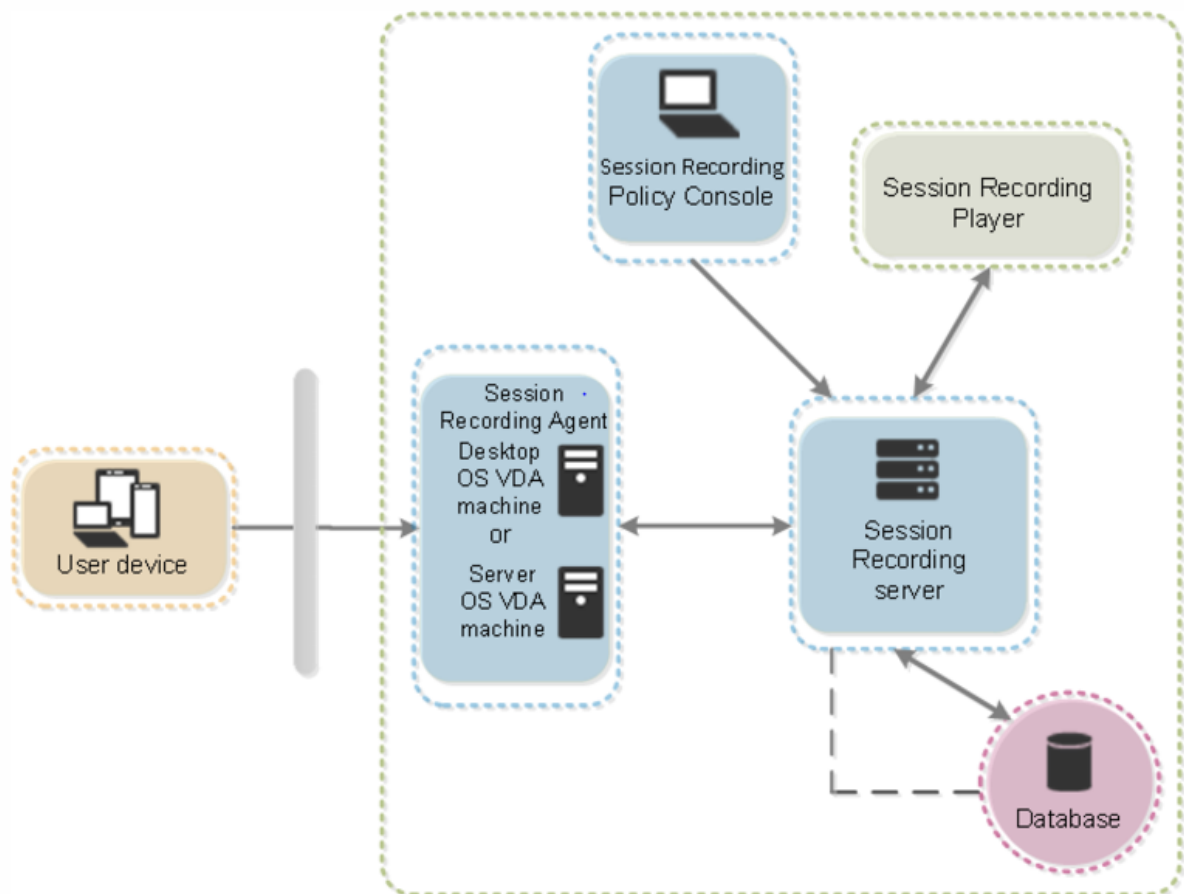 Session Recording
Policy Console
Session Recording
Player
Session
Recording Agent
Desktop
OS VDA
machine
or
Server
OS VDA
machine
User device
Session
Recording
server
Database